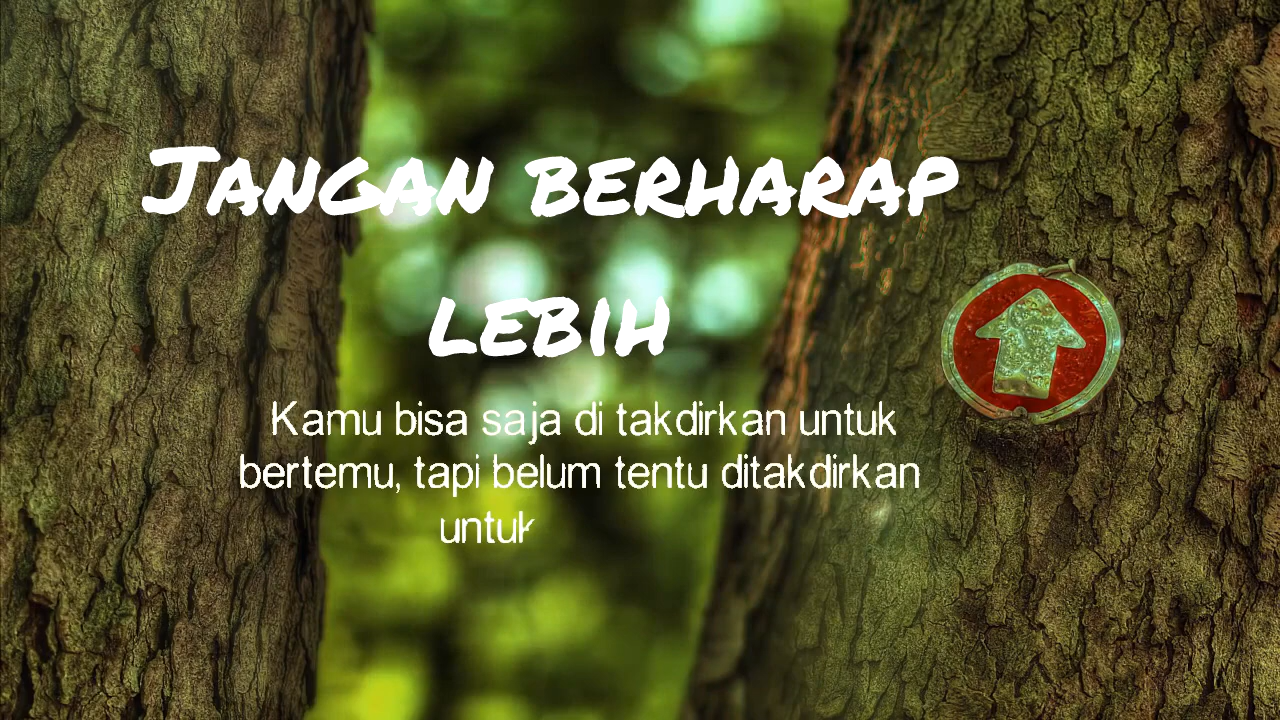 Jangan berharap
lebih
Kamu bisa saja di takdirkan untuk
bertemu, tapi belum tentu ditakdirkan
untuk